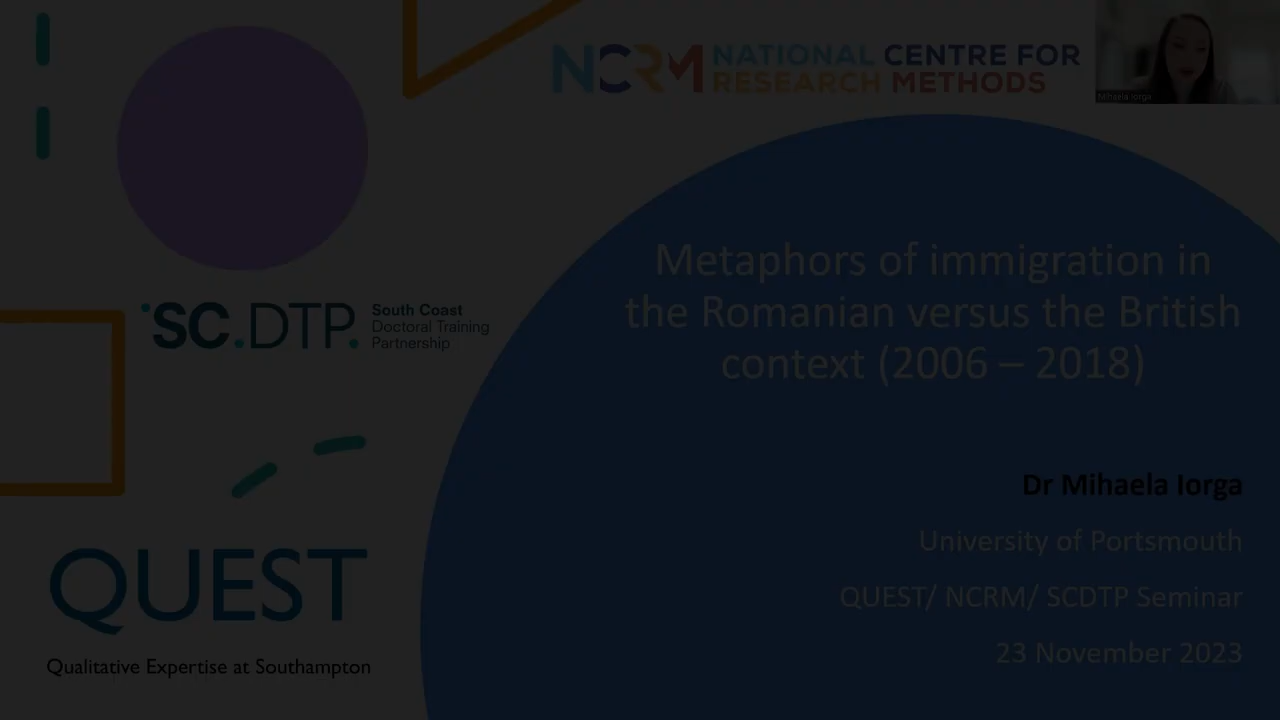 NCRM NATIONAL CENTRE FOR
RESEARCH METHODS
Mihaela Iorga
SC.DTP.
South Coast
Doctoral Training
Partnership
Metaphors of immigration in
the Romanian versus the British
context (2006 – 2018)
Dr Mihaela Iorga
University of Portsmouth
QUEST/ NCRM/ SCDTP Seminar
23 November 2023
QUEST
Qualitative Expertise at Southampton